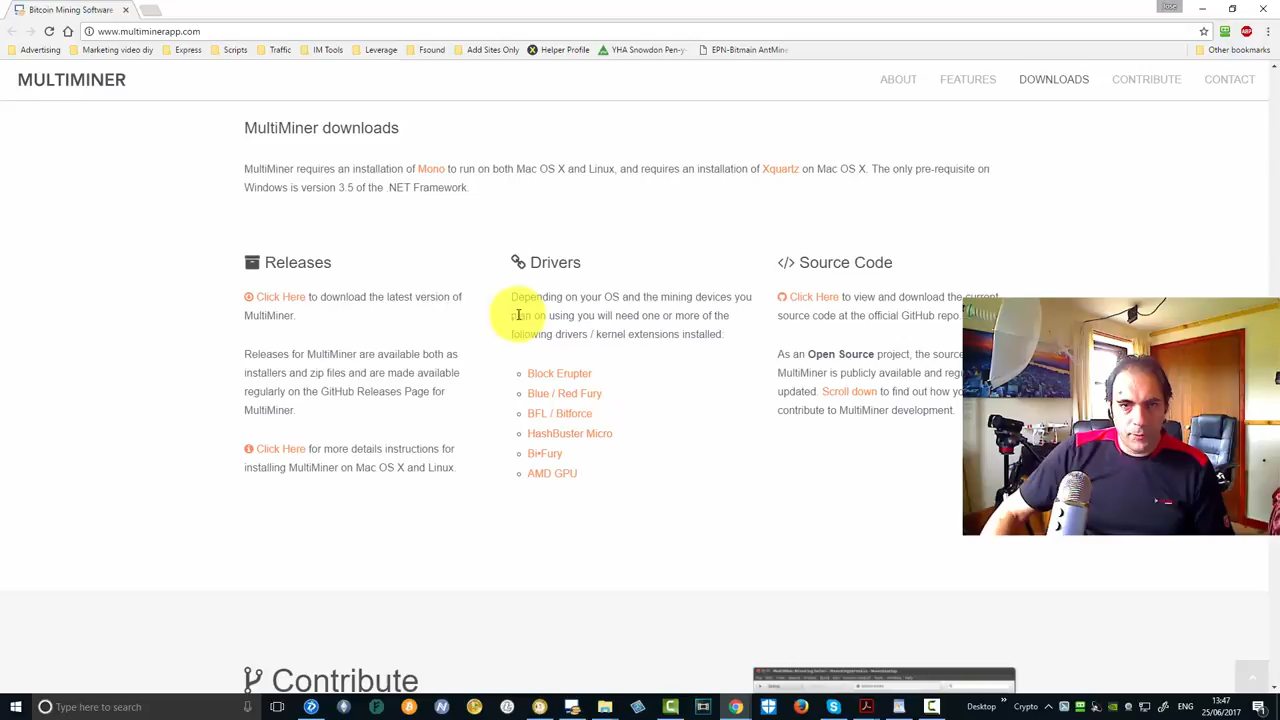 Bitcoin Mining Software
Jose
www.multiminerapp.com
Advertising
Marketing video diy
Express
Scripts
Traffic
IM Tools
Leverage
Fsound
Add Sites Only
Helper Profile
YHA Snowdon Pen-y-
EPN-Bitmain AntMine
Other bookmarks
MULTIMINER
ABOUT
FEATURES
DOWNLOADS
CONTRIBUTE
CONTACT
MultiMiner downloads
MultiMiner requires an installation of Mono to run on both Mac OS X and Linux, and requires an installation of Xquartz on Mac OS X. The only pre-requisite on
Windows is version 3.5 of the .NET Framework.
Releases
Click Here to download the latest version of
MultiMiner.
Releases for MultiMiner are available both as
installers and zip files and are made available
regularly on the GitHub Releases Page for
MultiMiner.
Click Here for more details instructions for
installing MultiMiner on Mac OS X and Linux.
Drivers
Depending on your OS and the mining devices you
plan on using you will need one or more of the
following drivers / kernel extensions installed:
Block Erupter
Blue / Red Fury
BFL / Bitforce
HashBuster Micro
Bi•Fury
AMD GPU
</> Source Code
Click Here to view and download the current
source code at the official GitHub repo.
As an Open Source project, the source
MultiMiner is publicly available and regu
updated. Scroll down to find out how yo
contribute to MultiMiner development.
Contribute
Type here to search
Desktop
Crypto
13:47
25/06/2017